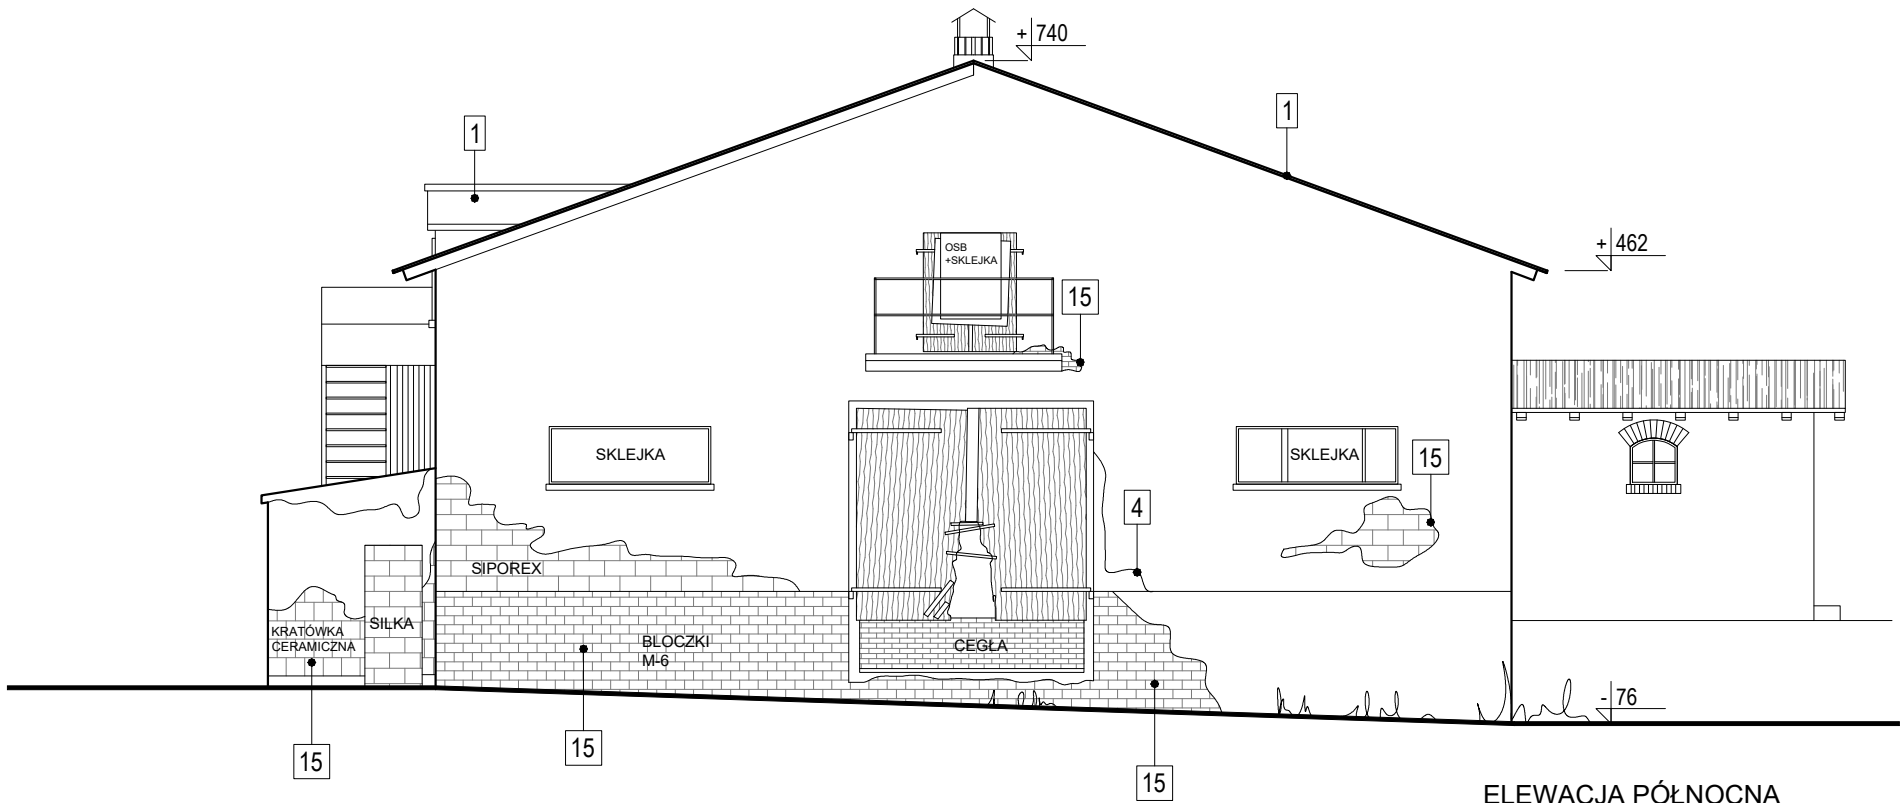 + 740
1
1
+ 462
OSB
+SKLEJKA
15
SKLEJKA
SKLEJKA
15
4
SIPOREX
KRATÓWKA
CERAMICZNA
SILKA
BLOCZKI
M-6
CEGŁA
- 76
15
15
15
ELEWACJA PÓŁNOCNA